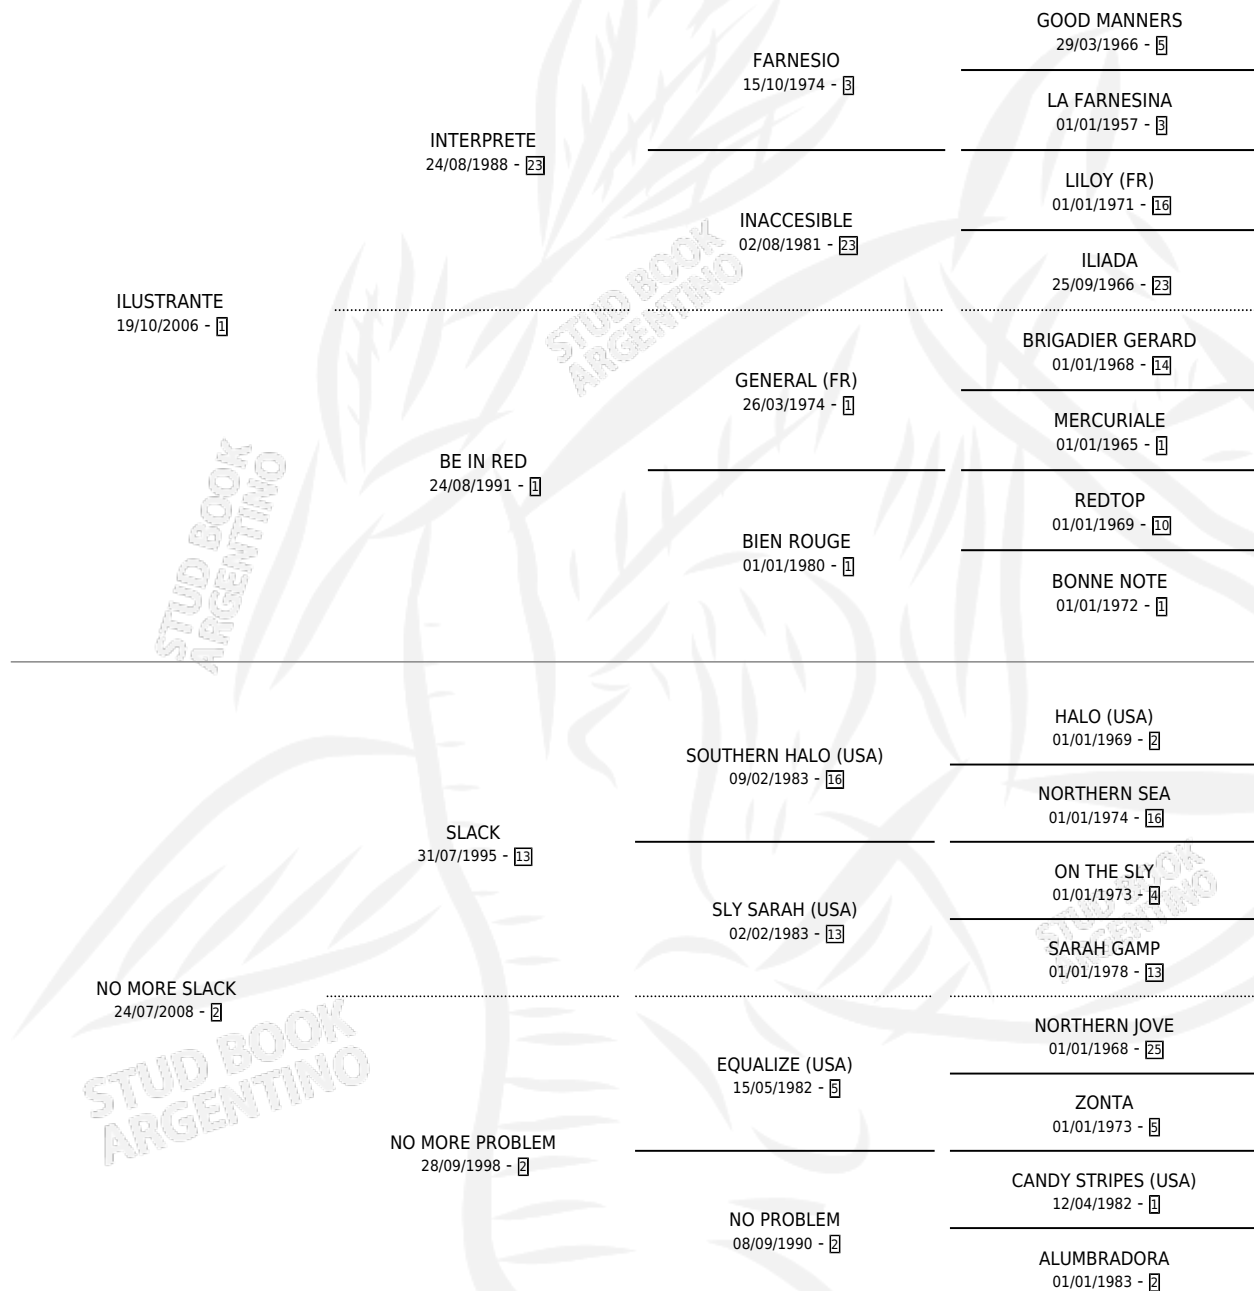 GOOD MANNERS
29/03/1966 - 5
FARNESIO
15/10/1974 - 3
LA FARNESINA
01/01/1957 - 3
INTERPRETE
24/08/1988 - 23
LILOY (FR)
01/01/1971 - 16
INACCESIBLE
02/08/1981 - 23
ILIADA
25/09/1966 - 23
ILUSTRANTE
19/10/2006 - 1
BRIGADIER GERARD
01/01/1968 - 14
GENERAL (FR)
26/03/1974 - 1
MERCURIALE
01/01/1965 - 1
BE IN RED
24/08/1991 - 1
REDTOP
01/01/1969 - 10
BIEN ROUGE
01/01/1980 - 1
BONNE NOTE
01/01/1972 - 1
HALO (USA)
01/01/1969 - 2
SOUTHERN HALO (USA)
09/02/1983 - 16
NORTHERN SEA
01/01/1974 - 16
SLACK
31/07/1995 - 13
ON THE SLY
01/01/1973 - 4
SLY SARAH (USA)
02/02/1983 - 13
SARAH GAMP
01/01/1978 - 13
NO MORE SLACK
24/07/2008 - 2
NORTHERN JOVE
01/01/1968 - 25
EQUALIZE (USA)
15/05/1982 - 5
ZONTA
01/01/1973 - 5
NO MORE PROBLEM
28/09/1998 - 2
CANDY STRIPES (USA)
12/04/1982 - 1
NO PROBLEM
08/09/1990 - 2
ALUMBRADORA
01/01/1983 - 2
STUD BOOK
ARGENTINO
STUD BOOK
ARGENTINO
STUD BOOK
ARGENTINO
STUD BOOK
ARGENTINO